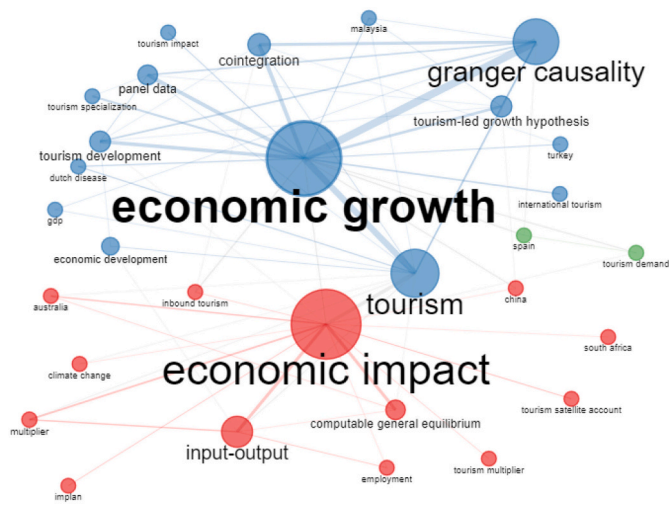 malaysia
tourism impact
cointegration
granger causality
panel data
tourism specialization
tourism-led growth hypothesis
tourism development
turkey
dutch disease
international tourism
economic growth
gdp
spain
economic development
tourism demand
australia
inbound tourism
tourism
china
south africa
climate change
economic impact
tourism satellite account
computable general equilibrium
multiplier
input-output
tourism multiplier
employment
implan